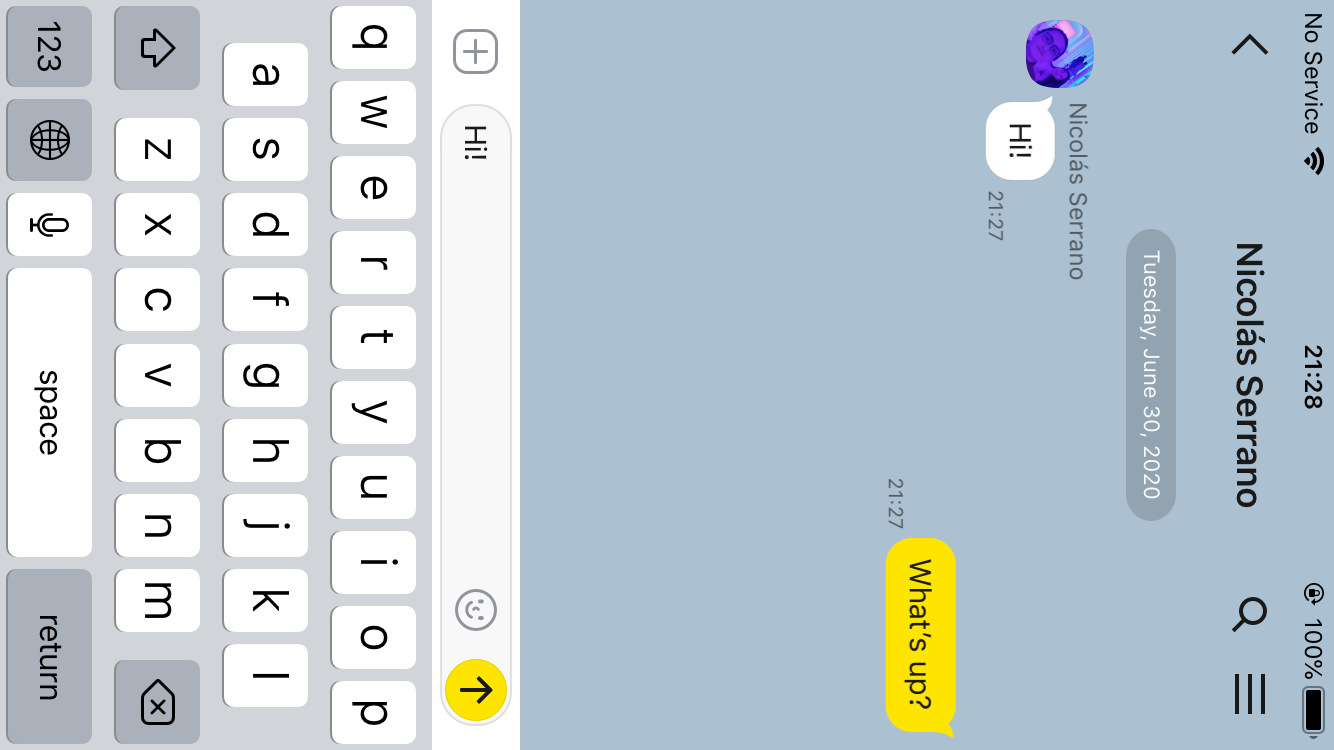 No Service 21:28 100%
Nicolás Serrano
Tuesday, June 30, 2020
Nicolás Serrano
Hi!
21:27
21:27
What's up?
Hi!
q w e r t y u i o p
a s d f g h j k l
z x c v b n m
123 space return